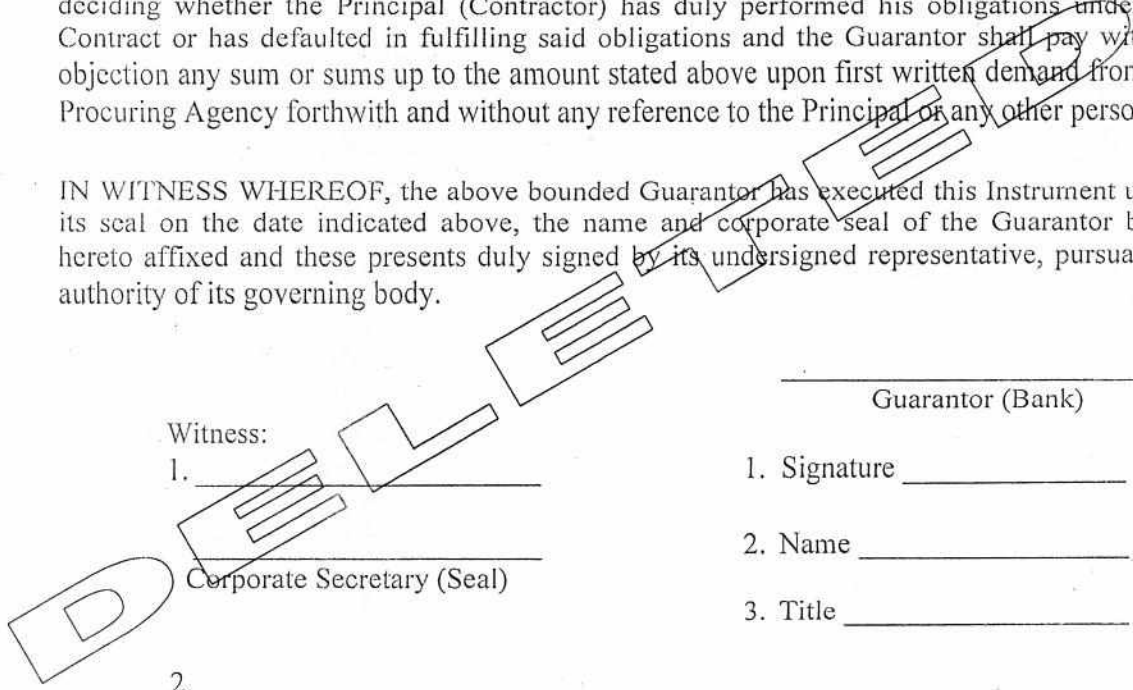 deciding whether the Principal (Contractor) has duly performed his obligations unde
Contract or has defaulted in fulfilling said obligations and the Guarantor shall pay wi
objection any sum or sums up to the amount stated above upon first written demand fron
Procuring Agency forthwith and without any reference to the Principal or any other perso
IN WITNESS WHEREOF, the above bounded Guarantor has executed this Instrument u
its seal on the date indicated above, the name and corporate seal of the Guarantor b
hereto affixed and these presents duly signed by its undersigned representative, pursua
authority of its governing body.
Guarantor (Bank)
Witness:
1.
1. Signature
2. Name
Corporate Secretary (Seal)
3. Title
2.
DELETED